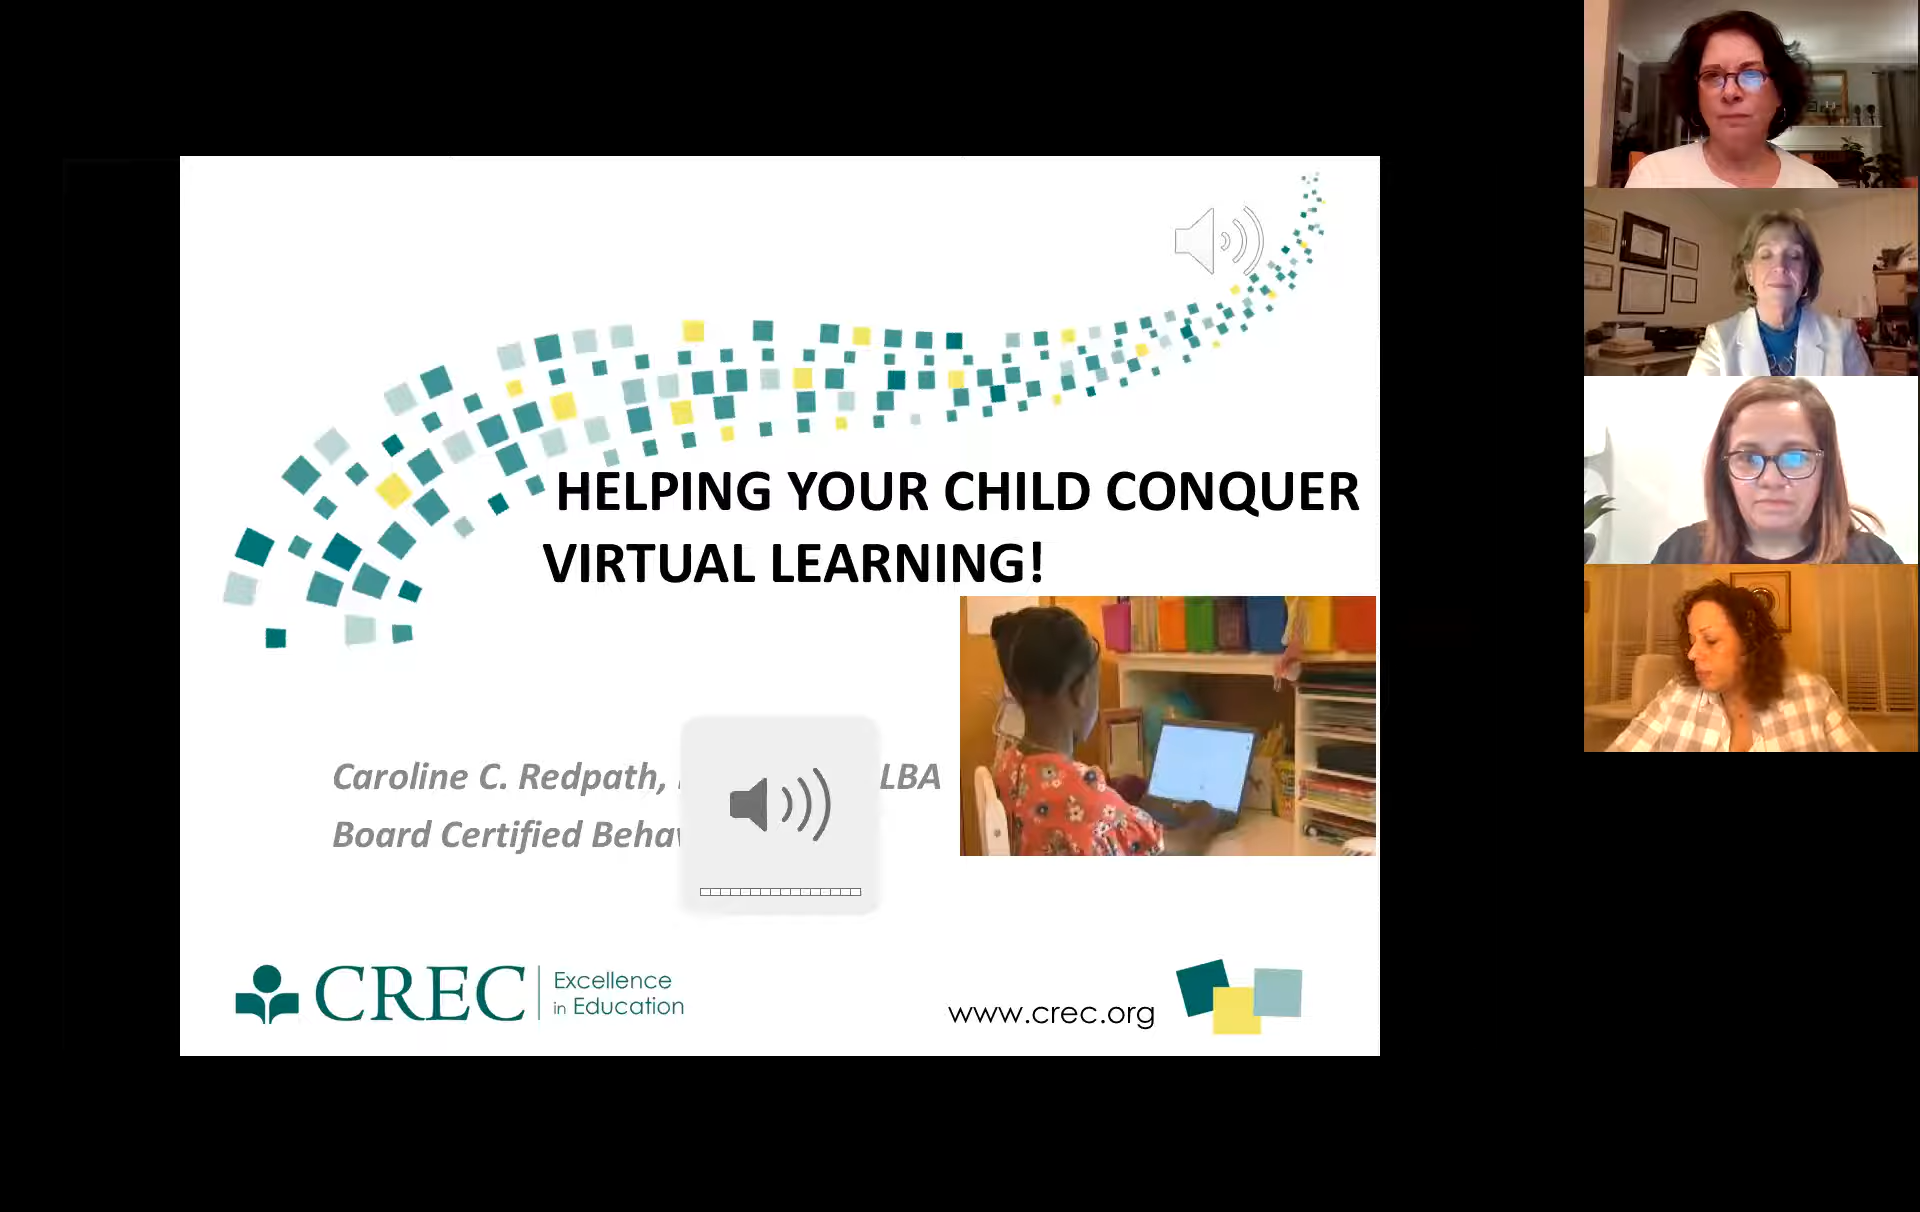 HELPING YOUR CHILD CONQUER
VIRTUAL LEARNING!
Caroline C. Redpath, LBA
Board Certified
CREC Excellence
in Education
www.crec.org